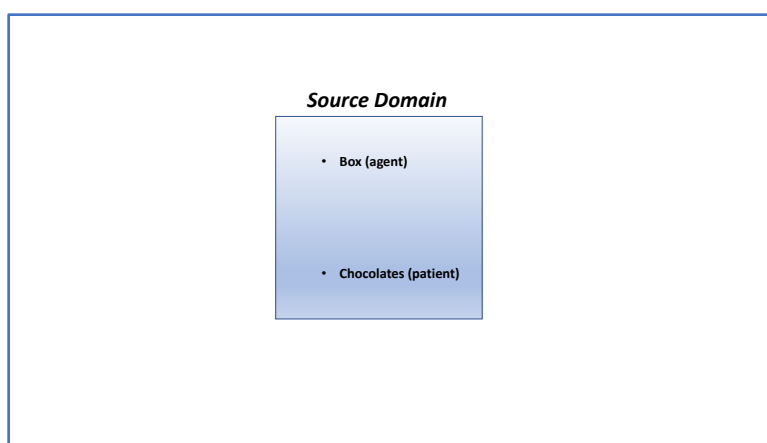 Source Domain
• Box (agent)
• Chocolates (patient)